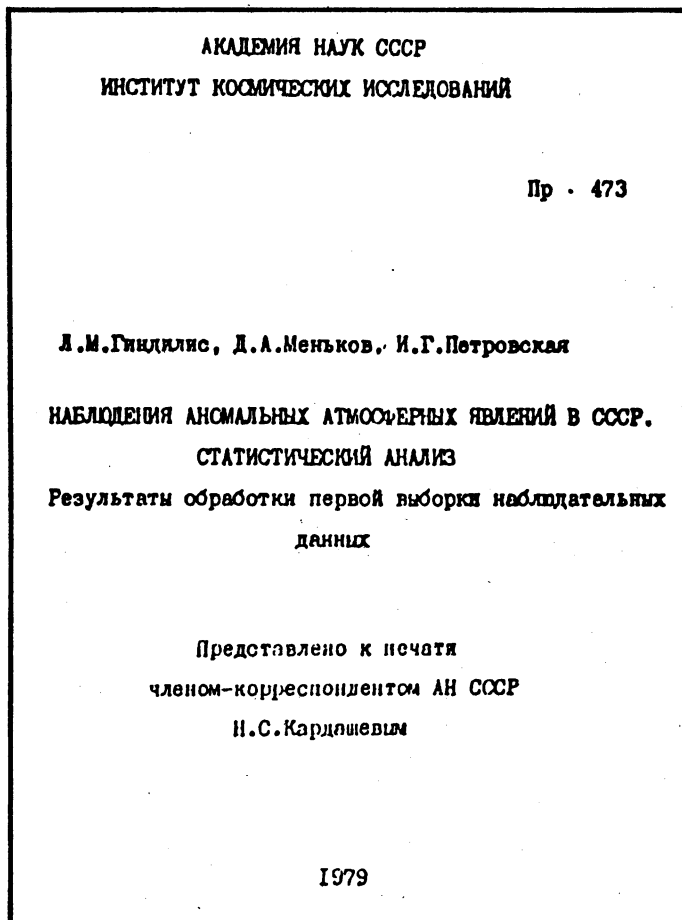 АКАДЕМИЯ НАУК СССР
ИНСТИТУТ КОСМИЧЕСКИХ ИССЛЕДОВАНИЙ
Пр . 473
Л.М.Гиндилис, Д.А.Меньков, И.Г.Петровская
НАБЛЮДЕНИЯ АНОМАЛЬНЫХ АТМОСФЕРНЫХ ЯВЛЕНИЙ В СССР.
СТАТИСТИЧЕСКИЙ АНАЛИЗ
Результаты обработки первой выборки наблюдательных
данных
Представлено к печати
членом-корреспондентом АН СССР
Н.С.Кардашевым
1979